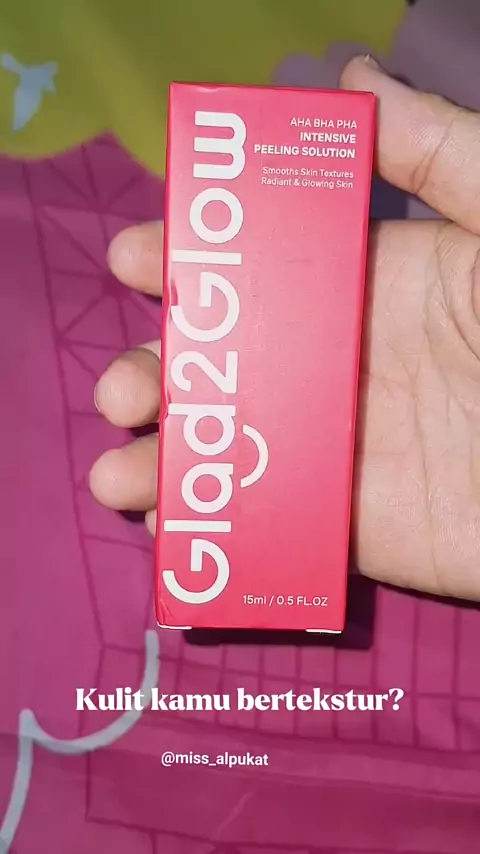 Glad2Glow
AHA BHA PHA
INTENSIVE
PEELING SOLUTION
Smooths Skin Textures
Radiant & Glowing Skin
15ml / 0.5 FL.OZ
Kulit kamu bertekstur?
@miss_alpukat